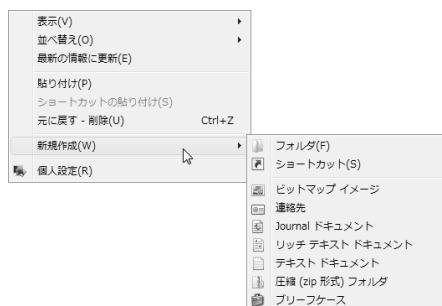 表示(V)
並べ替え(O)
最新の情報に更新(E)
貼り付け(P)
ショートカットの貼り付け(S)
元に戻す - 削除(U) Ctrl+Z
新規作成(W)
個人設定(R)
フォルダ(F)
ショートカット(S)
ビットマップ イメージ
連絡先
Journal ドキュメント
リッチ テキスト ドキュメント
テキスト ドキュメント
圧縮 (zip 形式) フォルダ
ブリーフケース